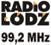 RADIO
ŁÓDŹ
99,2 MHz